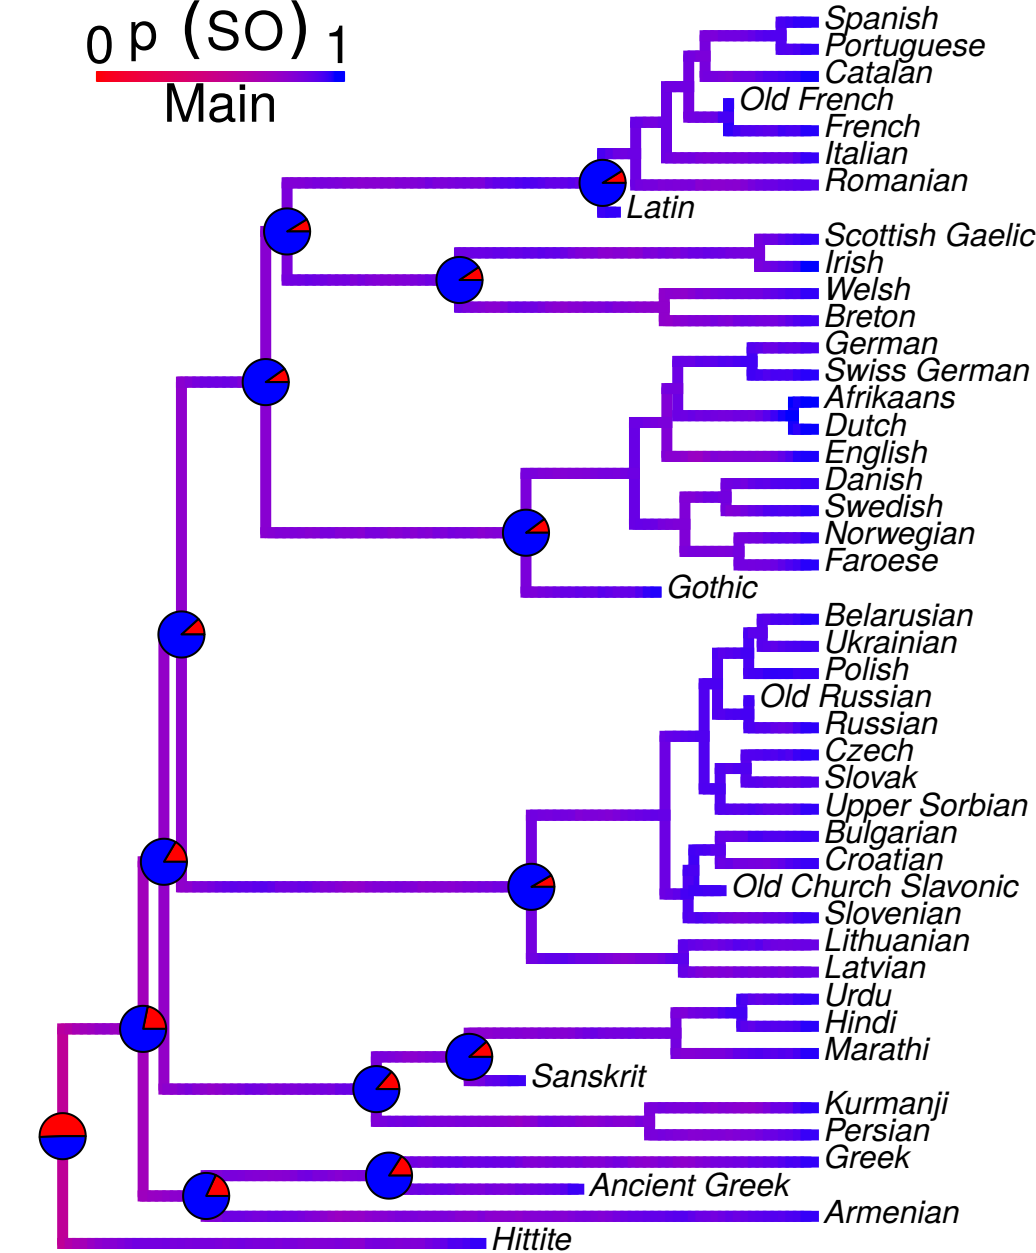 0 p (SO) 1
Main
Spanish
Portuguese
Catalan
Old French
French
Italian
Romanian
Latin
Scottish Gaelic
Irish
Welsh
Breton
German
Swiss German
Afrikaans
Dutch
English
Danish
Swedish
Norwegian
Faroese
Gothic
Belarusian
Ukrainian
Polish
Old Russian
Russian
Czech
Slovak
Upper Sorbian
Bulgarian
Croatian
Old Church Slavonic
Slovenian
Lithuanian
Latvian
Urdu
Hindi
Marathi
Sanskrit
Kurmanji
Persian
Greek
Ancient Greek
Armenian
Hittite